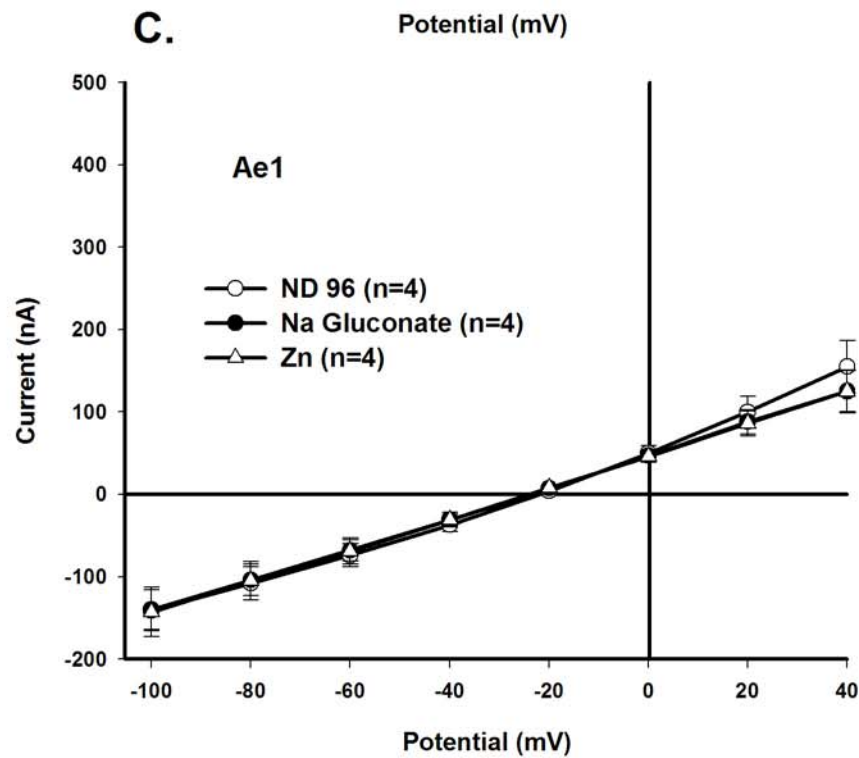 C.
Potential (mV)
500
400
Ae1
300
ND 96 (n=4)
Na Gluconate (n=4)
200
Zn (n=4)
Current (nA)
100
0
-100
-200
-100 -80 -60 -40 -20 0 20 40
Potential (mV)